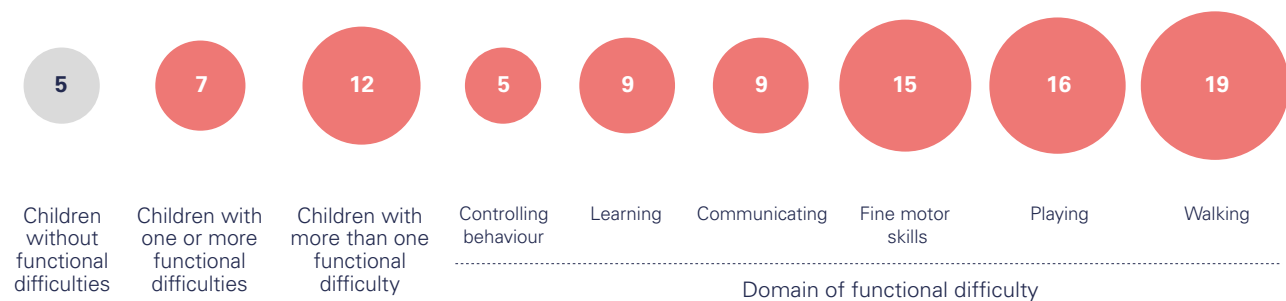 5
7
12
5
9
9
15
16
19
Children
without
functional
difficulties
Children with
one or more
functional
difficulties
Children with
more than one
functional
difficulty
Controlling
behaviour
Learning
Communicating
Fine motor
skills
Playing
Walking
Domain of functional difficulty